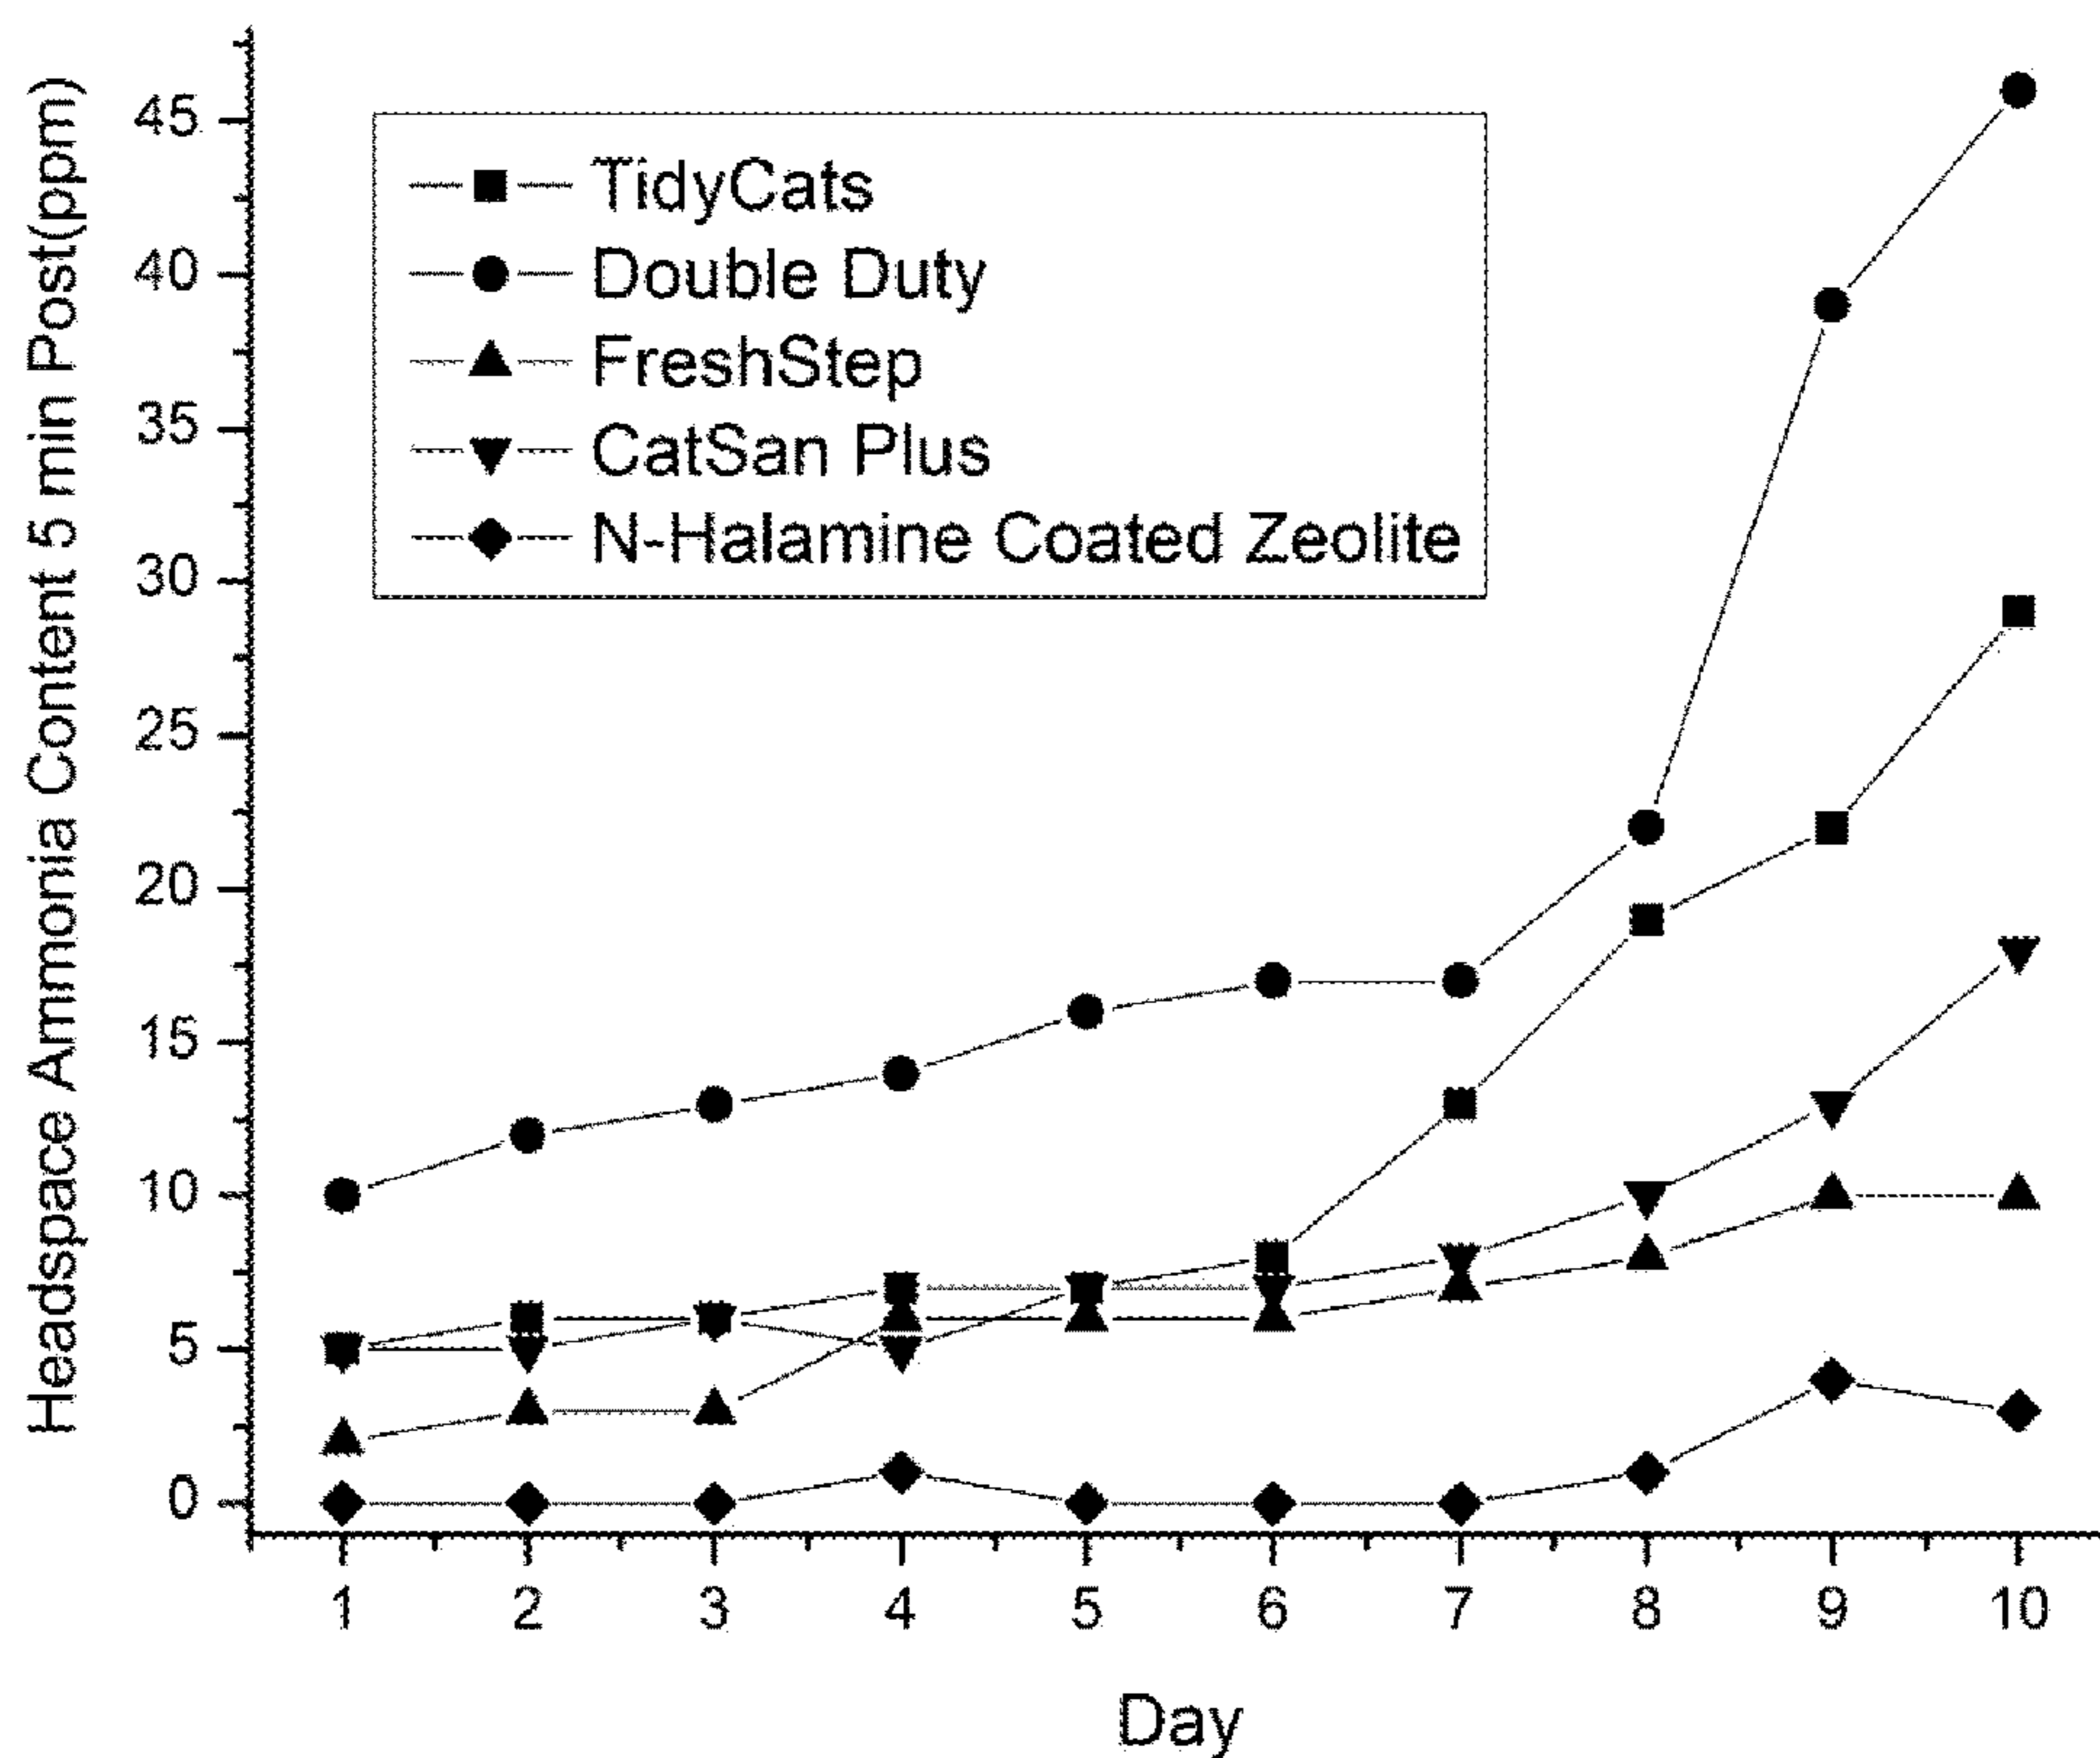 Headspace Ammonia Content 5 min Post(ppm)
45
40
35
30
25
20
15
10
5
0
TidyCats
Double Duty
FreshStep
CatSan Plus
N-Halamine Coated Zeolite
1 2 3 4 5 6 7 8 9 10
Day